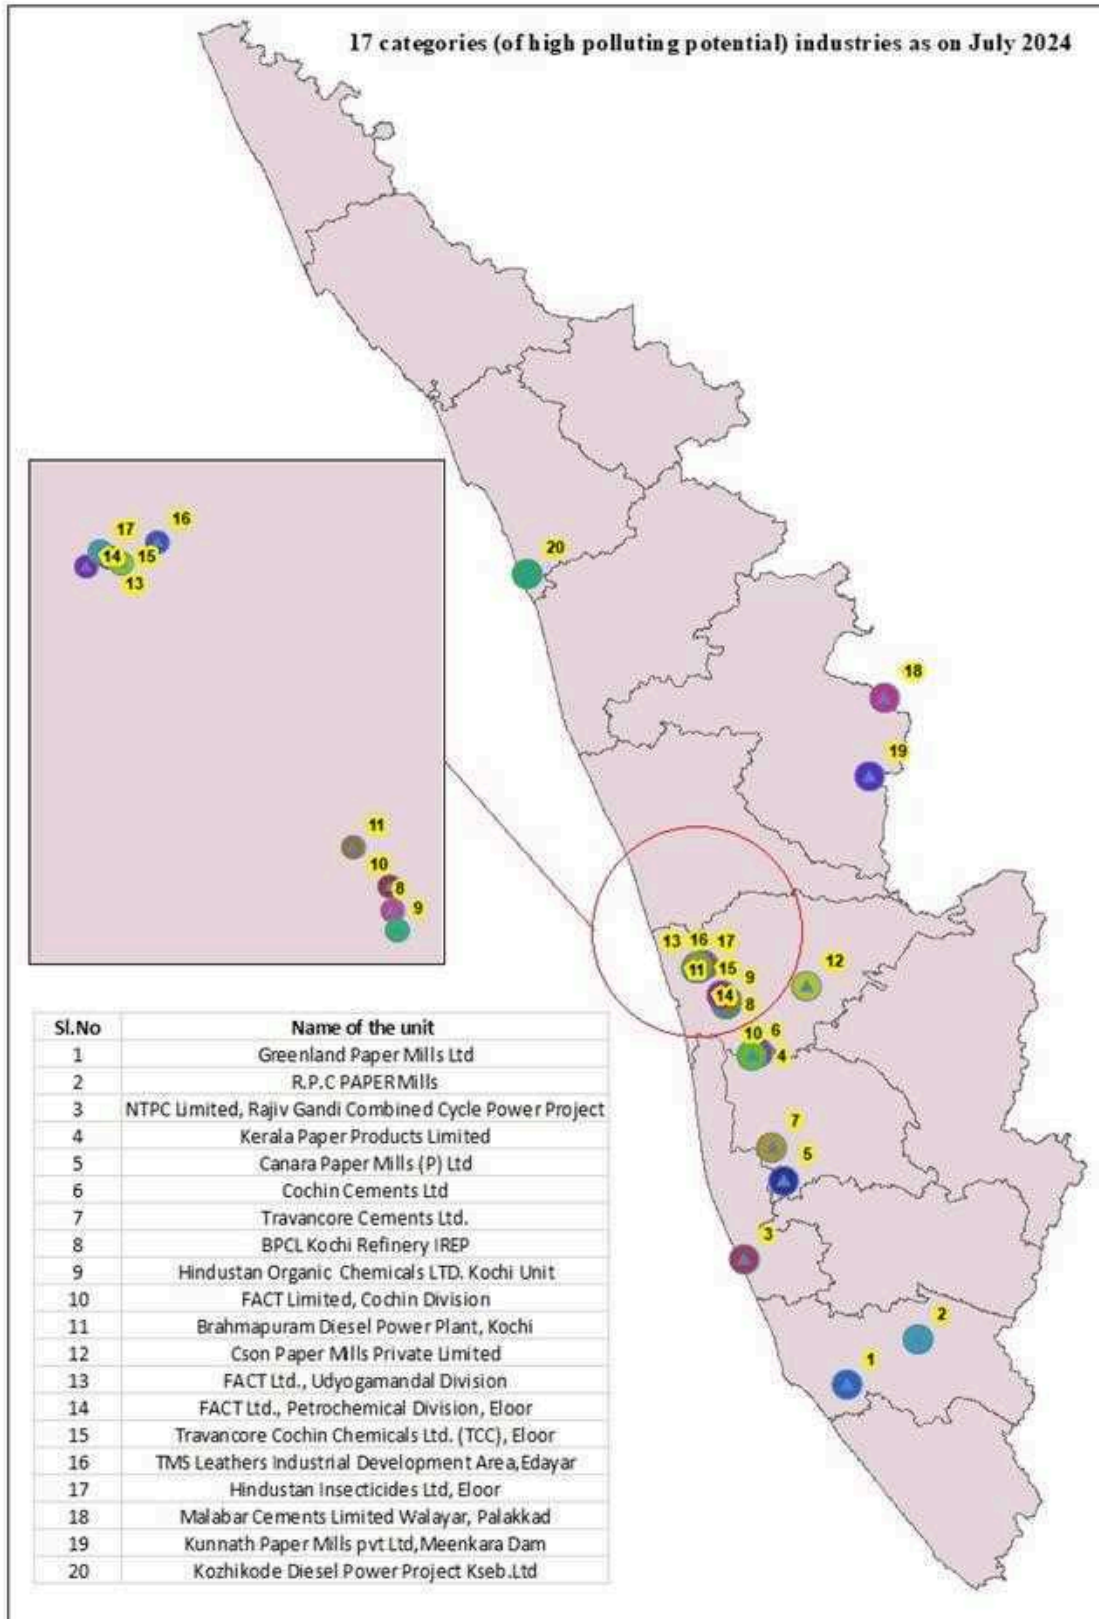 17 categories (of high polluting potential) industries as on July 2024
20
17
16
14
15
13
18
19
11
10
8
9
13
16
17
11
15
9
12
14
8
10
6
4
7
5
3
2
1
Sl.No Name of the unit
1 Greenland Paper Mills Ltd
2 R.P.C PAPER Mills
3 NTPC Limited, Rajiv Gandi Combined Cycle Power Project
4 Kerala Paper Products Limited
5 Canara Paper Mills (P) Ltd
6 Cochin Cements Ltd
7 Travancore Cements Ltd.
8 BPCL Kochi Refinery IREP
9 Hindustan Organic Chemicals LTD. Kochi Unit
10 FACT Limited, Cochin Division
11 Brahmapuram Diesel Power Plant, Kochi
12 Cson Paper Mills Private Limited
13 FACT Ltd., Udyogamandal Division
14 FACT Ltd., Petrochemical Division, Eloor
15 Travancore Cochin Chemicals Ltd. (TCC), Eloor
16 TMS Leathers Industrial Development Area,Edayar
17 Hindustan Insecticides Ltd, Eloor
18 Malabar Cements Limited Walayar, Palakkad
19 Kunnath Paper Mills pvt Ltd,Meenkara Dam
20 Kozhikode Diesel Power Project Kseb.Ltd